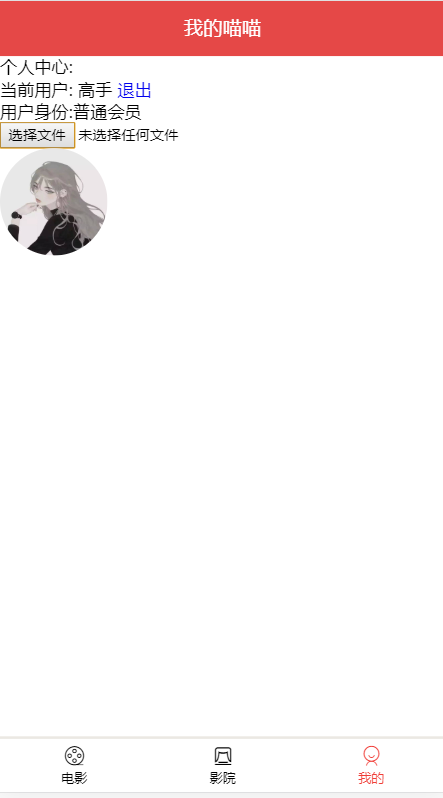 我的喵喵
个人中心:
当前用户: 高手 退出
用户身份:普通会员
选择文件 未选择任何文件
电影 影院 我的